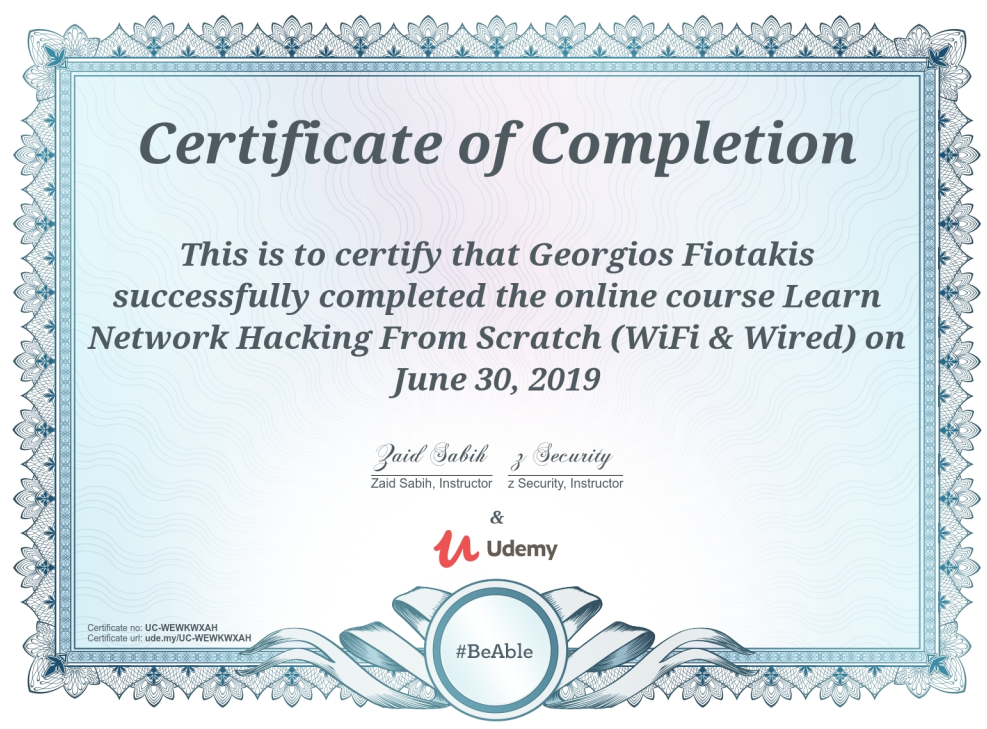 Certificate of Completion
This is to certify that Georgios Fiotakis
successfully completed the online course Learn
Network Hacking From Scratch (WiFi & Wired) on
June 30, 2019
Zaid Sabih z Security
Zaid Sabih, Instructor z Security, Instructor
&
Udemy
Certificate no: UC-WEWKWXAH
Certificate url: ude.my/UC-WEWKWXAH
#BeAble